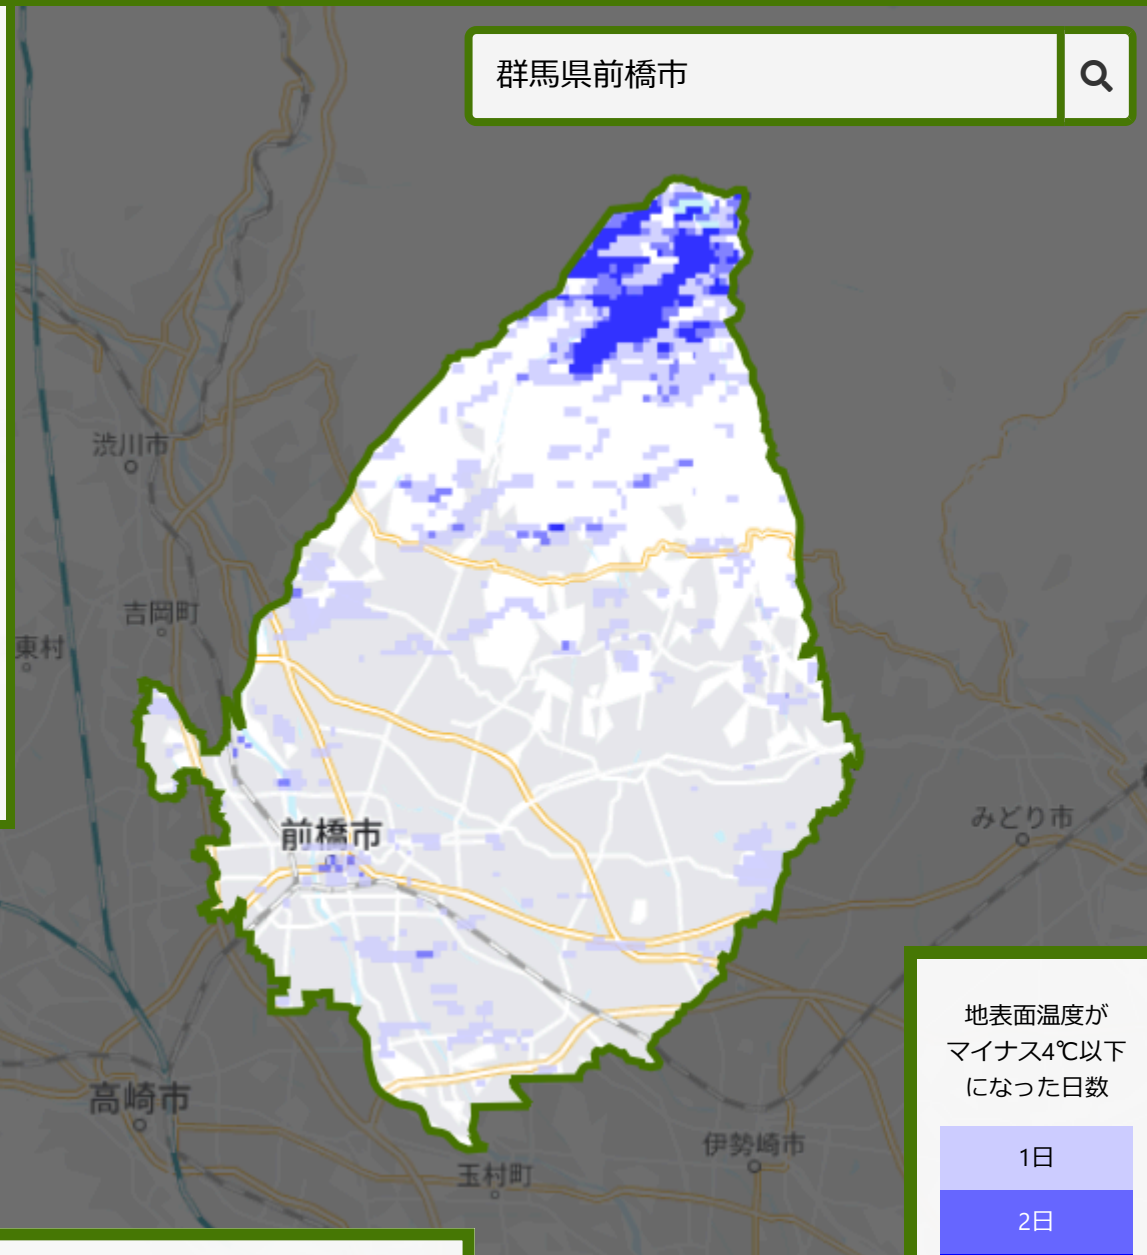 群馬県前橋市
渋川市
吉岡町
東村
前橋市
みどり市
高崎市
伊勢崎市
玉村町
地表面温度が
マイナス4℃以下
になった日数
1日
2日